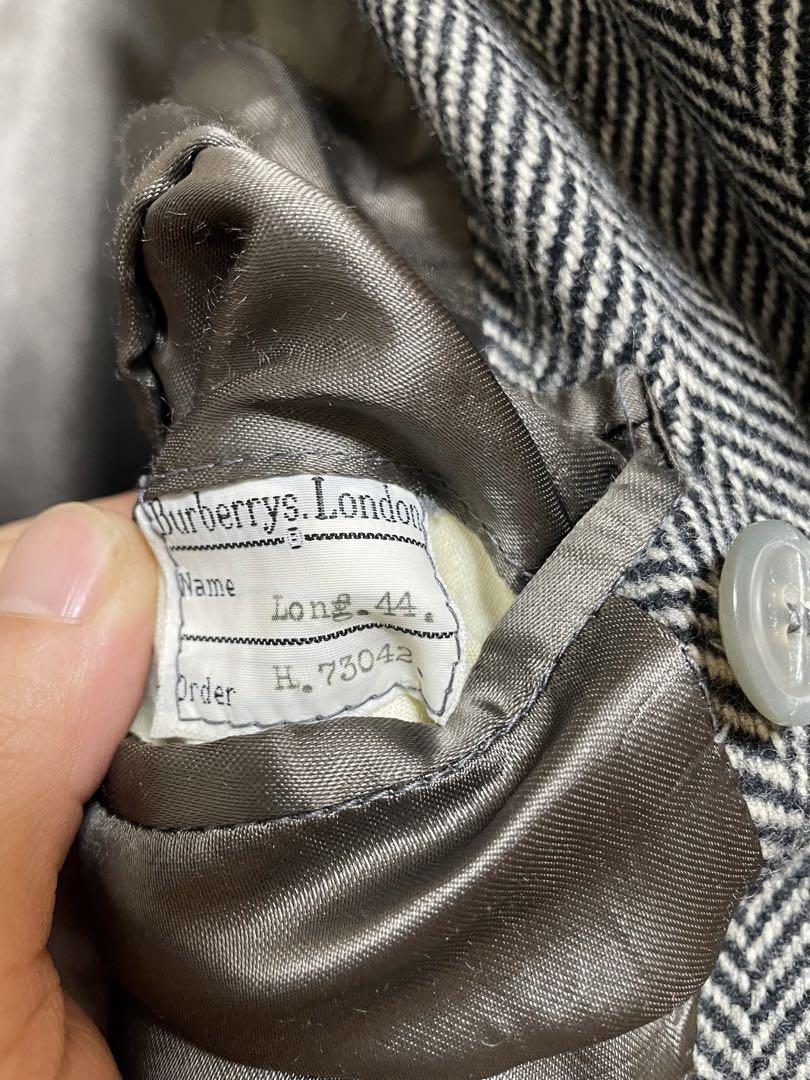 Burberrys. London
Name Long.44.
Order H.73042